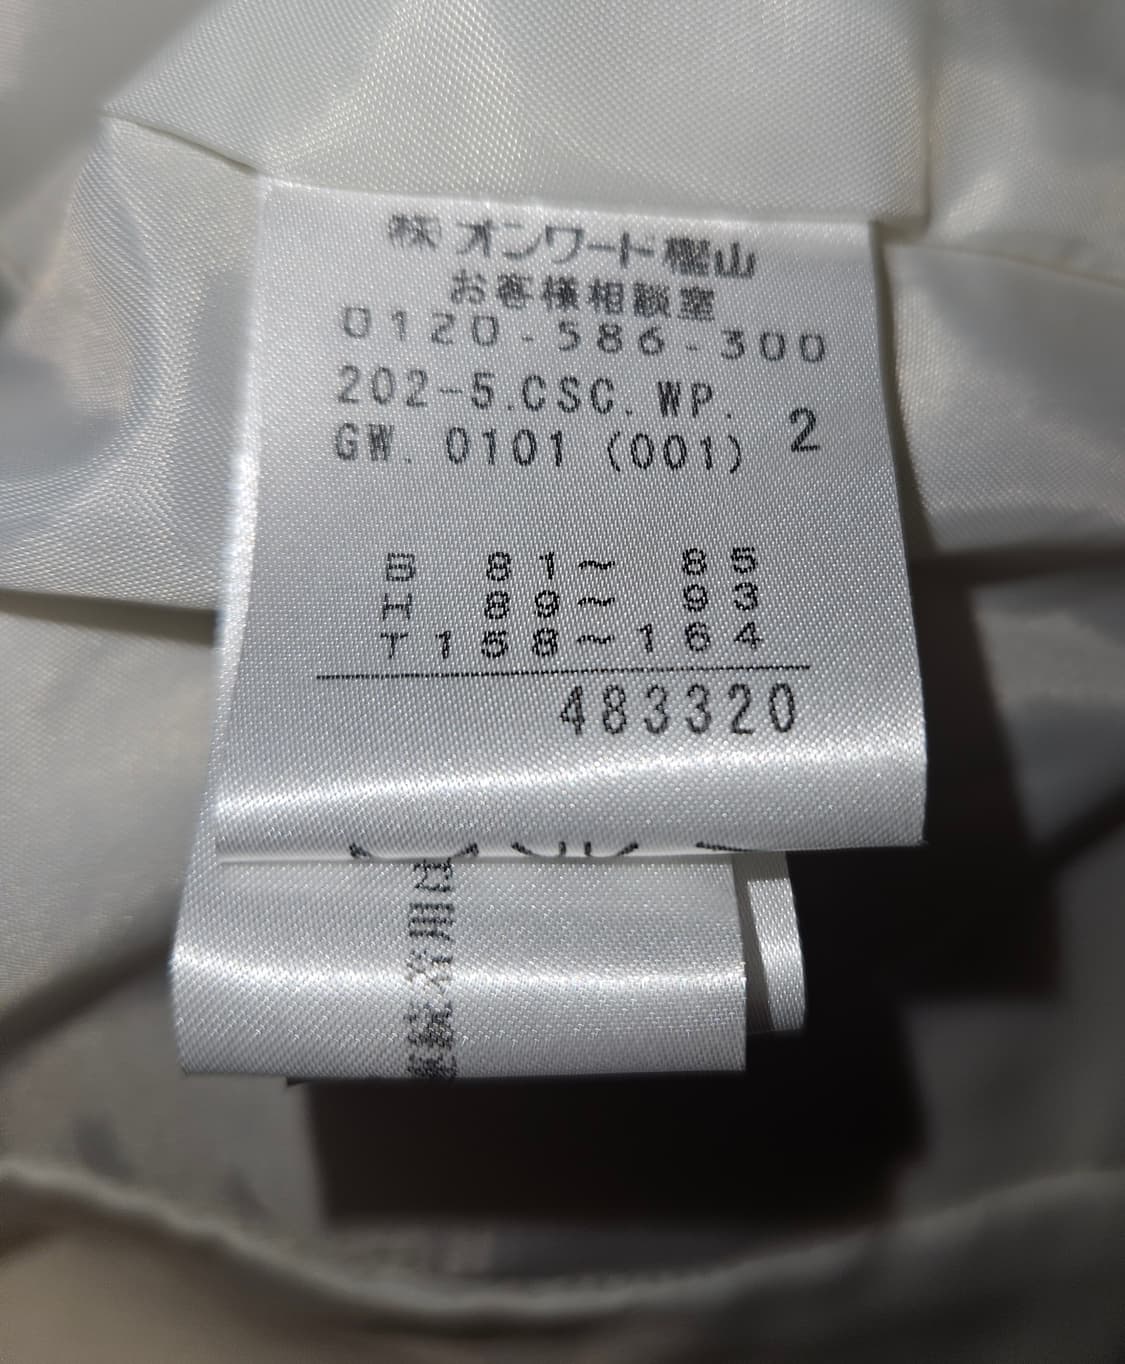 ㈱オンワード樫山
お客様相談室
0120-586-300
202-5.CSC.WP.
GW. 0101 (001) 2
B 81～ 85
H 89～ 93
T158～164
483320